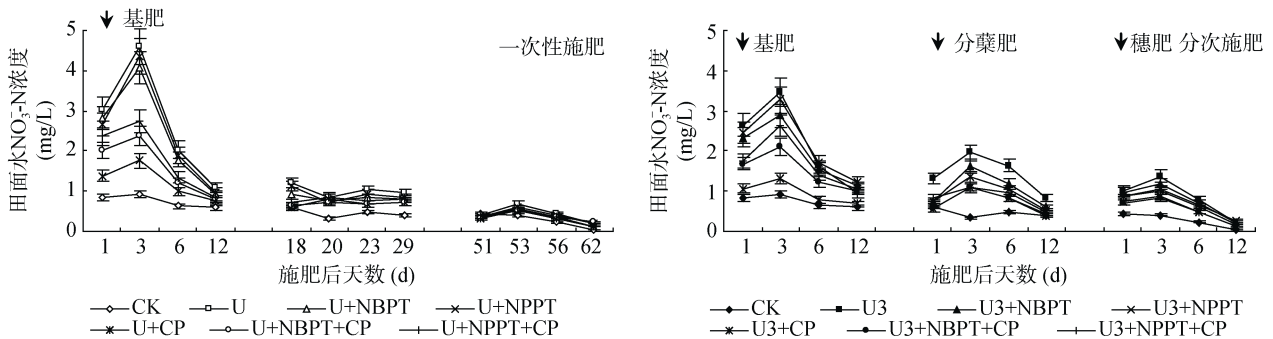 基肥
一次性施肥
田面水NO₃⁻-N浓度
(mg/L)
5
4
3
2
1
0
1 3 6 12 18 20 23 29 51 53 56 62
施肥后天数 (d)
CK U U+NBPT U+NPPT
U+CP U+NBPT+CP U+NPPT+CP
基肥 分蘖肥 穗肥 分次施肥
田面水NO₃⁻-N浓度
(mg/L)
5
4
3
2
1
0
1 3 6 12 1 3 6 12 1 3 6 12
施肥后天数 (d)
CK U3 U3+NBPT U3+NPPT
U3+CP U3+NBPT+CP U3+NPPT+CP